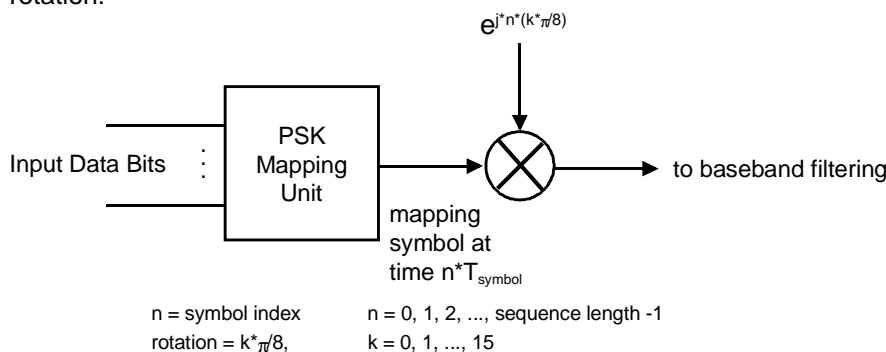 rotation.
e^j*n*(k*π/8)
PSK
Mapping
Unit
Input Data Bits
to baseband filtering
mapping
symbol at
time n*T_symbol
n = symbol index n = 0, 1, 2, ..., sequence length -1
rotation = k*π/8, k = 0, 1, ..., 15